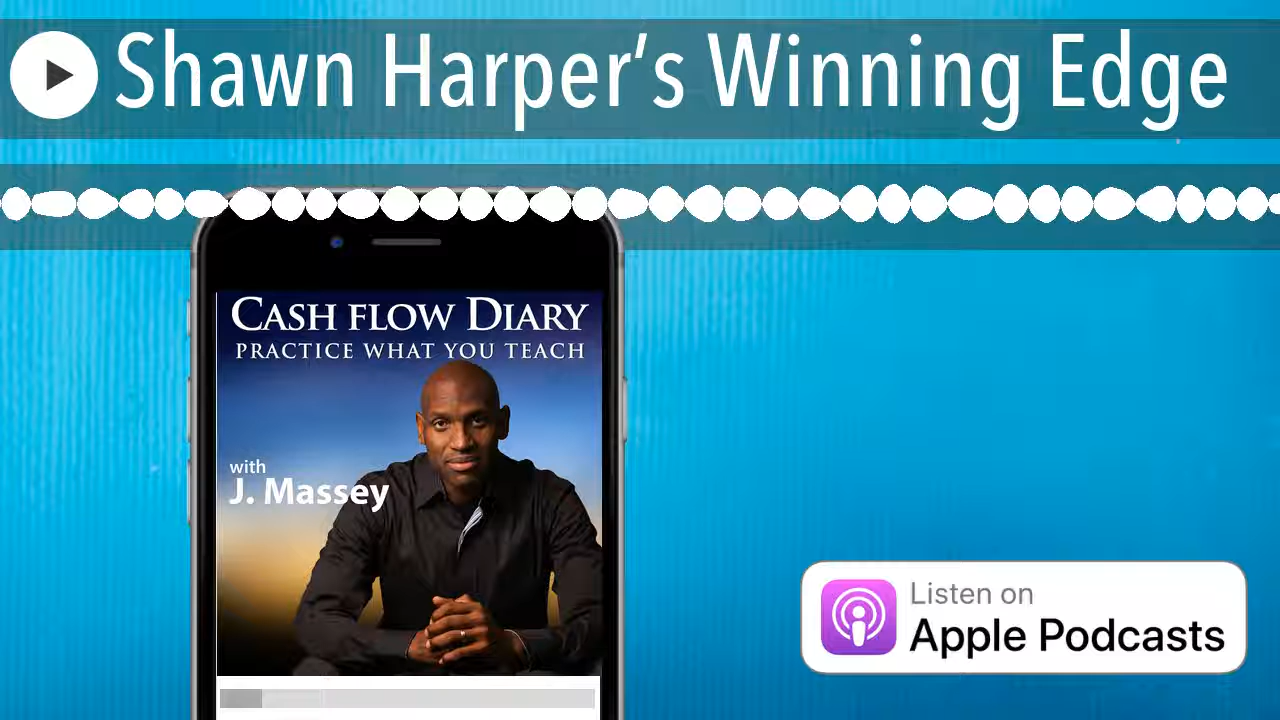 Shawn Harper’s Winning Edge
CASH FLOW DIARY
PRACTICE WHAT YOU TEACH
with
J. Massey
Listen on
Apple Podcasts